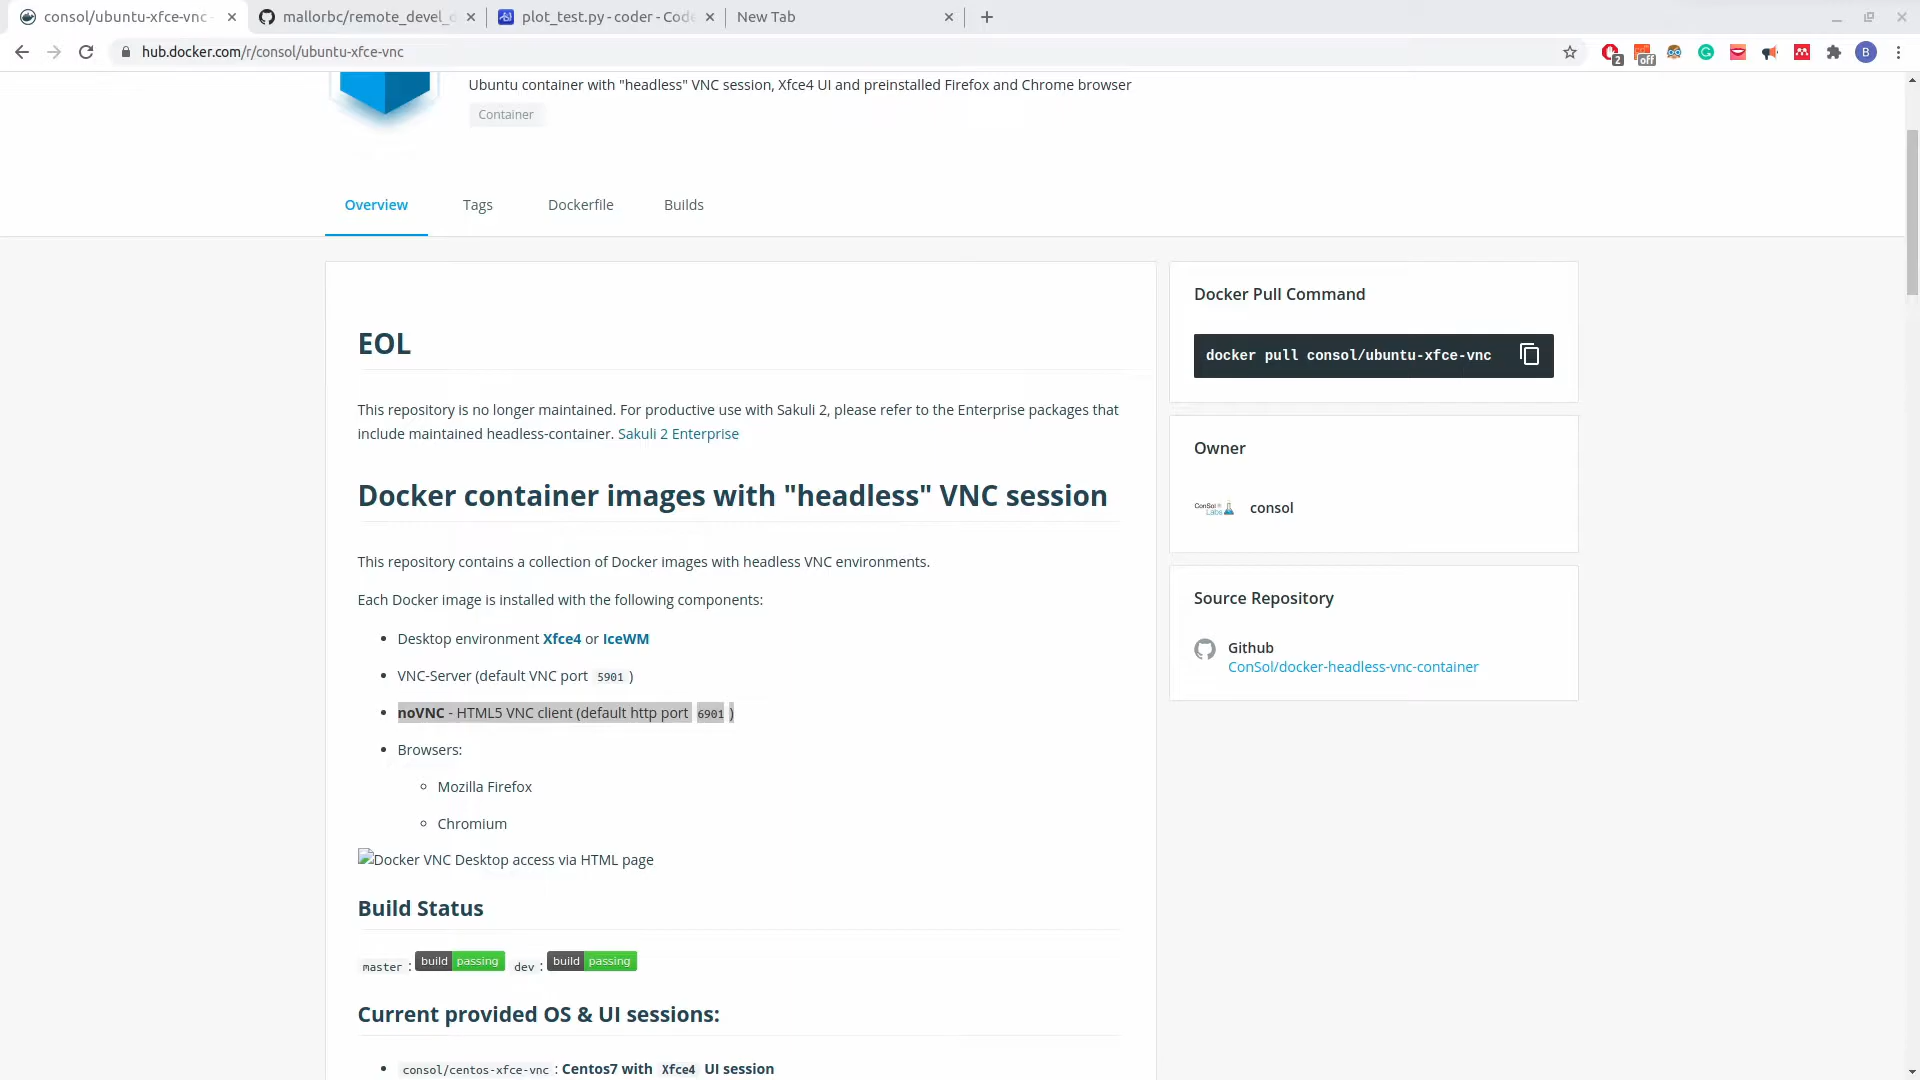 consol/ubuntu-xfce-vnc -
mallorbc/remote_devel_d
plot_test.py - coder - Code
New Tab
hub.docker.com/r/consol/ubuntu-xfce-vnc
2
off
B
Ubuntu container with "headless" VNC session, Xfce4 UI and preinstalled Firefox and Chrome browser
Container
Overview
Tags
Dockerfile
Builds
EOL
This repository is no longer maintained. For productive use with Sakuli 2, please refer to the Enterprise packages that
include maintained headless-container. Sakuli 2 Enterprise
Docker container images with "headless" VNC session
This repository contains a collection of Docker images with headless VNC environments.
Each Docker image is installed with the following components:
• Desktop environment Xfce4 or IceWM
• VNC-Server (default VNC port 5901 )
• noVNC - HTML5 VNC client (default http port 6901 )
• Browsers:
◦ Mozilla Firefox
◦ Chromium
Docker VNC Desktop access via HTML page
Build Status
master : build passing dev : build passing
Current provided OS & UI sessions:
• consol/centos-xfce-vnc : Centos7 with Xfce4 UI session
Docker Pull Command
docker pull consol/ubuntu-xfce-vnc
Owner
ConSol Labs
consol
Source Repository
Github
ConSol/docker-headless-vnc-container